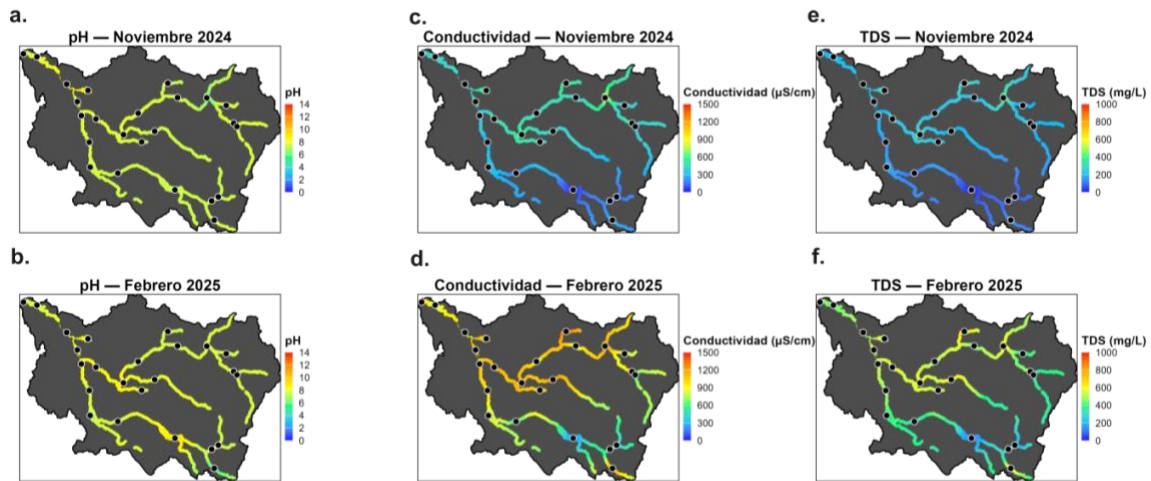 a.
pH — Noviembre 2024
pH
14
12
10
8
6
4
2
0
c.
Conductividad — Noviembre 2024
Conductividad (µS/cm)
1500
1200
900
600
300
0
e.
TDS — Noviembre 2024
TDS (mg/L)
1000
800
600
400
200
0
b.
pH — Febrero 2025
pH
14
12
10
8
6
4
2
0
d.
Conductividad — Febrero 2025
Conductividad (µS/cm)
1500
1200
900
600
300
0
f.
TDS — Febrero 2025
TDS (mg/L)
1000
800
600
400
200
0